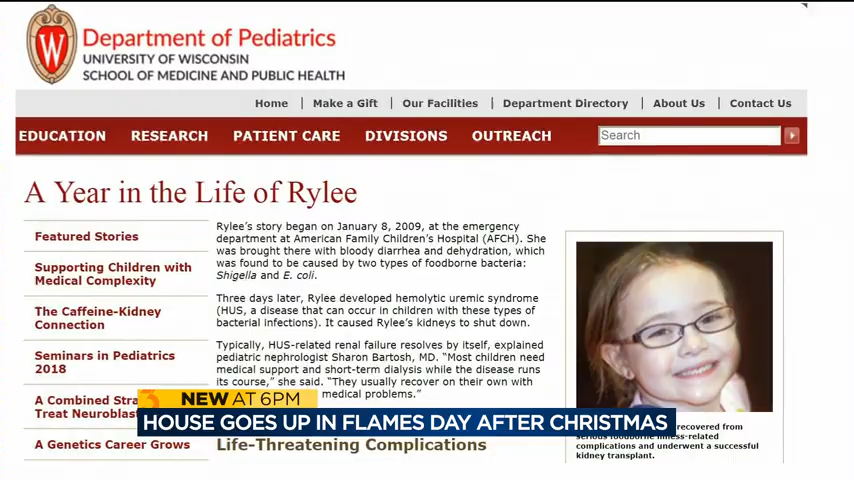 W
Department of Pediatrics
UNIVERSITY OF WISCONSIN
SCHOOL OF MEDICINE AND PUBLIC HEALTH
Home | Make a Gift | Our Facilities | Department Directory | About Us | Contact Us
EDUCATION RESEARCH PATIENT CARE DIVISIONS OUTREACH Search
A Year in the Life of Rylee
Featured Stories
Supporting Children with
Medical Complexity
The Caffeine-Kidney
Connection
Seminars in Pediatrics
2018
A Combined
Treat
A Genetics Career Grows
Rylee's story began on January 8, 2009, at the emergency
department at American Family Children's Hospital (AFCH). She
was brought there with bloody diarrhea and dehydration, which
was found to be caused by two types of foodborne bacteria:
Shigella and E. coli.
Three days later, Rylee developed hemolytic uremic syndrome
(HUS, a disease that can occur in children with these types of
bacterial infections). It caused Rylee's kidneys to shut down.
Typically, HUS-related renal failure resolves by itself, explained
pediatric nephrologist Sharon Bartosh, MD. "Most children need
medical support and short-term dialysis while the disease runs
its course," she said. "They usually recover on their own with
medical problems."
Life-Threatening Complications
recovered from
serious foodborne illness-related
complications and underwent a successful
kidney transplant.
3
NEW AT 6PM
HOUSE GOES UP IN FLAMES DAY AFTER CHRISTMAS